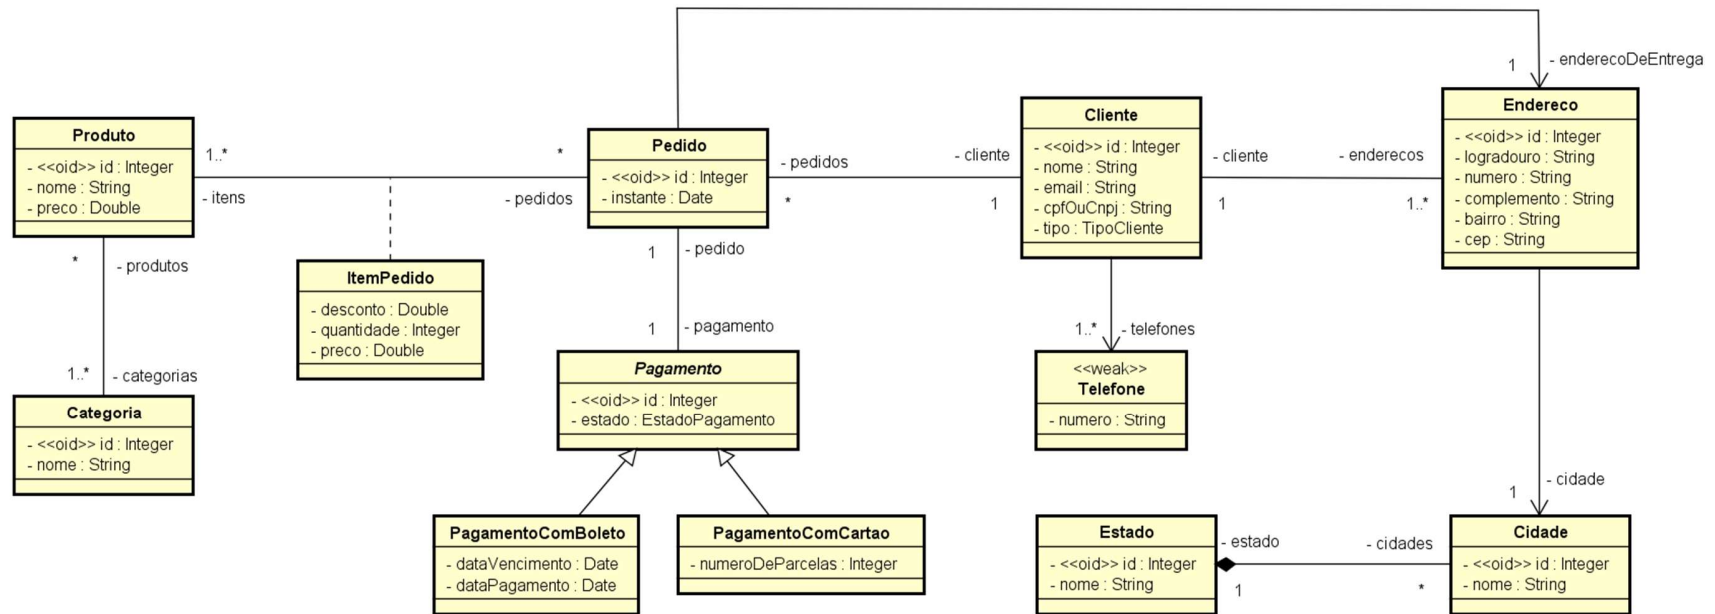 1
- enderecoDeEntrega
Produto
- <<oid>> id : Integer
- nome : String
- preco : Double
1..*
- itens
*
- pedidos
Pedido
- <<oid>> id : Integer
- instante : Date
- pedidos
*
- cliente
1
Cliente
- <<oid>> id : Integer
- nome : String
- email : String
- cpfOuCnpj : String
- tipo : TipoCliente
- cliente
1
- enderecos
1..*
Endereco
- <<oid>> id : Integer
- logradouro : String
- numero : String
- complemento : String
- bairro : String
- cep : String
*
- produtos
1..*
- categorias
Categoria
- <<oid>> id : Integer
- nome : String
ItemPedido
- desconto : Double
- quantidade : Integer
- preco : Double
1
- pedido
1
- pagamento
Pagamento
- <<oid>> id : Integer
- estado : EstadoPagamento
1..*
- telefones
<<weak>>
Telefone
- numero : String
1
- cidade
PagamentoComBoleto
- dataVencimento : Date
- dataPagamento : Date
PagamentoComCartao
- numeroDeParcelas : Integer
Estado
- <<oid>> id : Integer
- nome : String
- estado
1
- cidades
*
Cidade
- <<oid>> id : Integer
- nome : String